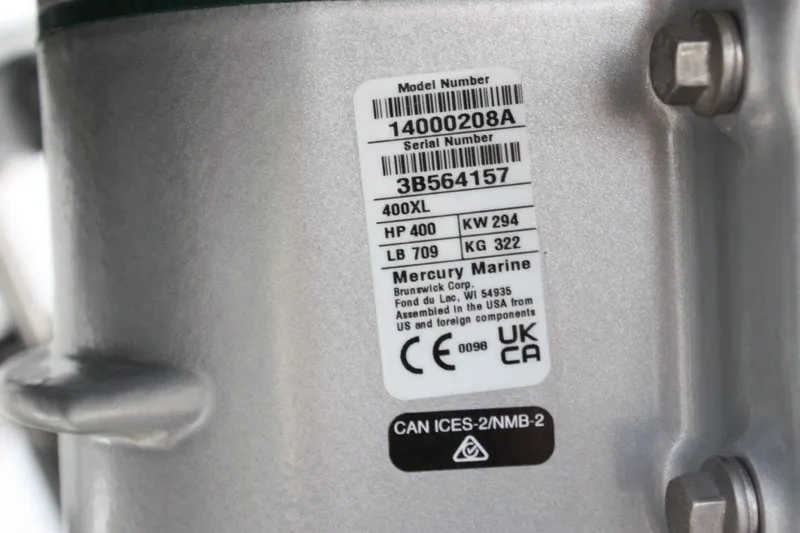 Model Number
14000208A
Serial Number
3B564157
400XL
HP 400 KW 294
LB 709 KG 322
Mercury Marine
Brunswick Corp.
Fond du Lac, WI 54935
Assembled in the USA from
US and foreign components
CE 0098 UK
CA
CAN ICES-2/NMB-2